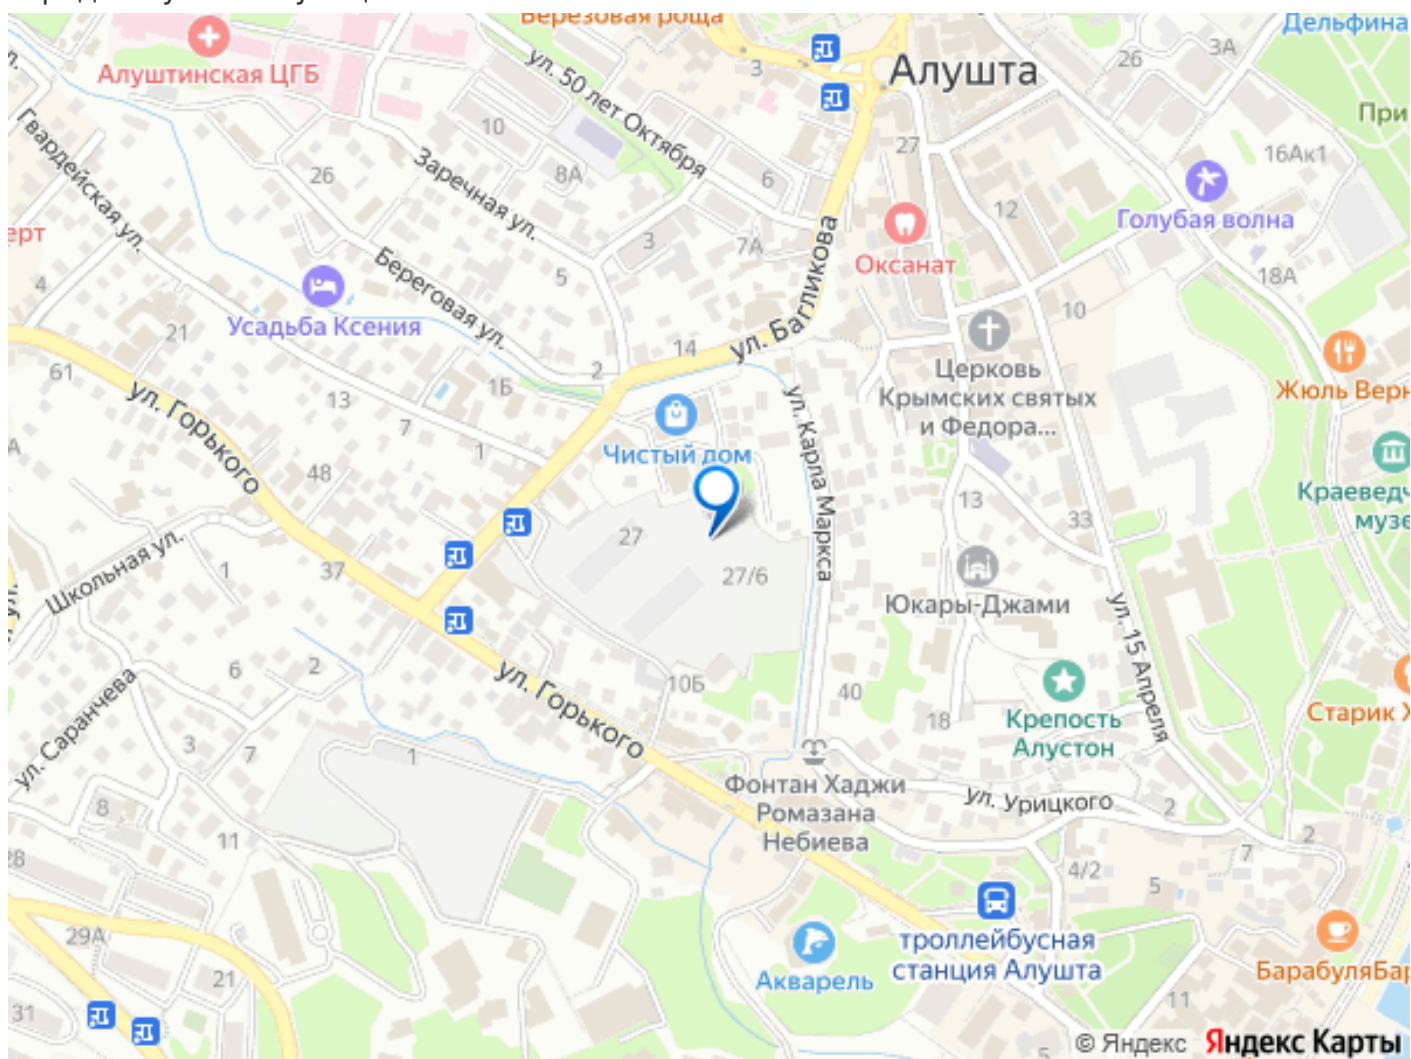 Березовая роща
Дельфина
Алуштинская ЦГБ
ул. 50 лет Октября
3
Алушта
26
3А
При
Гвардейская ул.
10
8А
6
27
16Ак1
26
Заречная ул.
12
Голубая волна
ерт
4
Береговая ул.
5
3
7А
ул. Багликова
Оксанат
18А
Усадьба Ксения
21
10
61
2
14
Церковь
Крымских святых
и Федора...
Жюль Верн
ул. Горького
13
7
1Б
1
Чистый дом
ул. Карла Маркса
А
48
13
33
Краеведч
музе
Школьная ул.
1
37
27
27/6
Юкары-Джами
ул. 15 Апреля
6
2
ул. Саранчева
3
7
ул. Горького
10Б
40
18
Крепость
Алустон
Старик Х
1
Фонтан Хаджи
Ромазана
Небиева
ул. Урицкого
2
2
8
11
28
7
4/2
5
29А
21
31
троллейбусная
станция Алушта
Акварель
БарабуляБар
11
5
© Яндекс Яндекс Карты